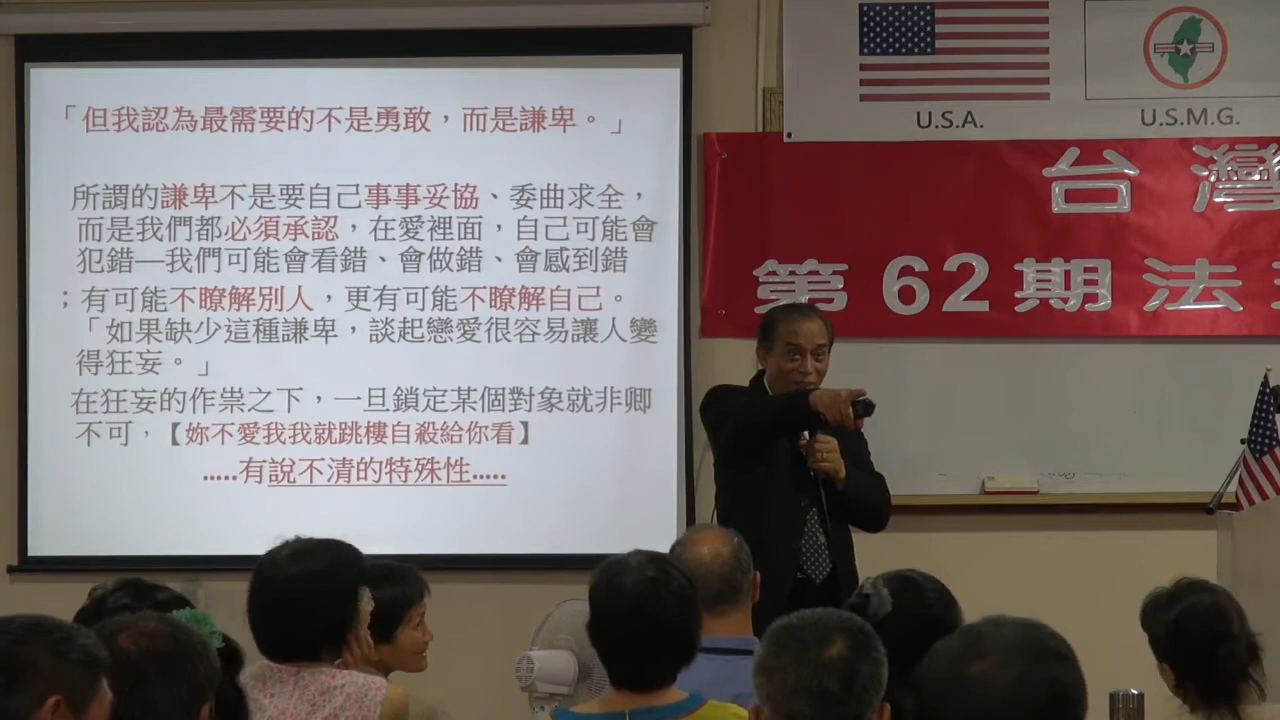 「但我認為最需要的不是勇敢，而是謙卑。」
所謂的謙卑不是要自己事事妥協、委曲求全，
而是我們都必須承認，在愛裡面，自己可能會
犯錯—我們可能會看錯、會做錯、會感到錯
；有可能不瞭解別人，更有可能不瞭解自己。
「如果缺少這種謙卑，談起戀愛很容易讓人變
得狂妄。」
在狂妄的作祟之下，一旦鎖定某個對象就非卿
不可，【妳不愛我我就跳樓自殺給你看】
.....有說不清的特殊性.....
U.S.A.
U.S.M.G.
台灣
第62期法